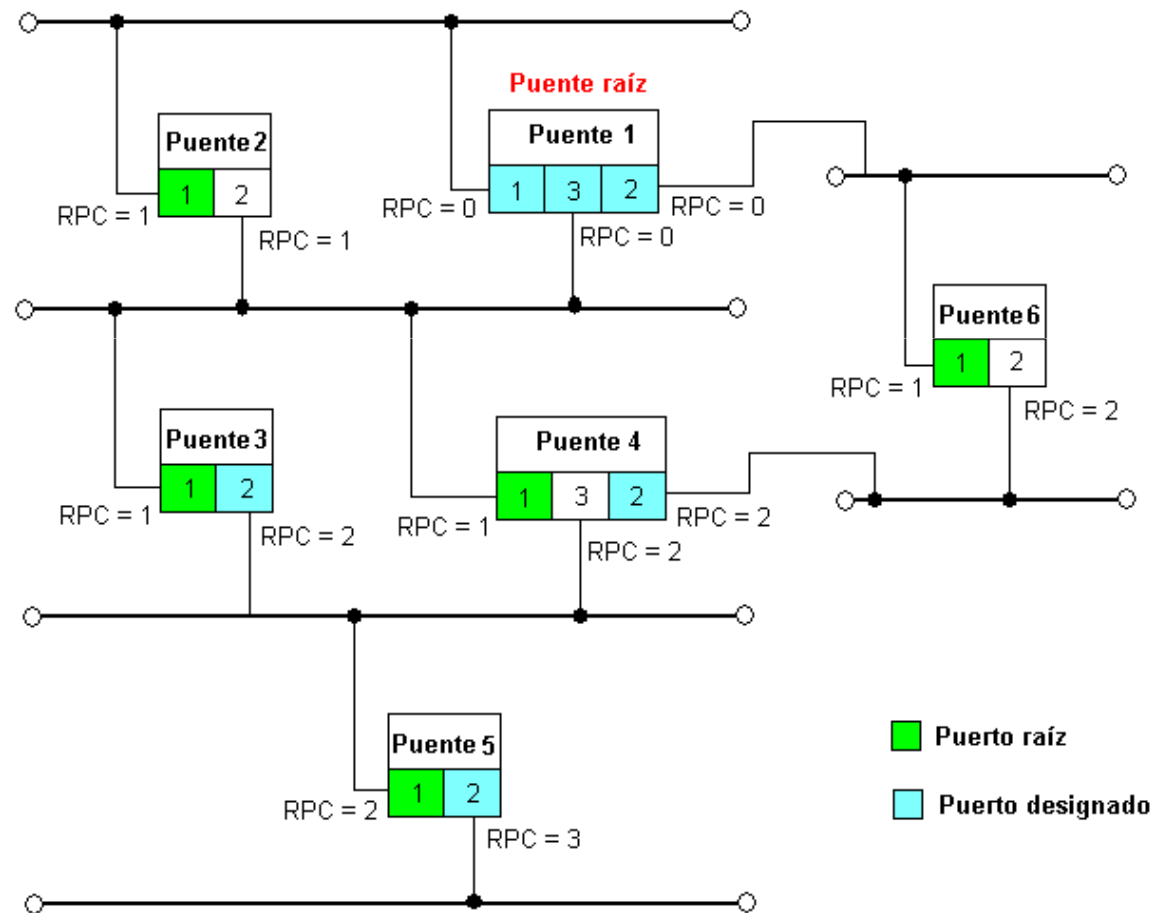 Puente raíz
Puente 2
1 2
RPC = 1
RPC = 1
Puente 1
1 3 2
RPC = 0
RPC = 0
RPC = 0
Puente 6
1 2
RPC = 1
RPC = 2
Puente 3
1 2
RPC = 1
RPC = 2
Puente 4
1 3 2
RPC = 1
RPC = 2
RPC = 2
Puente 5
1 2
RPC = 2
RPC = 3
Puerto raíz
Puerto designado